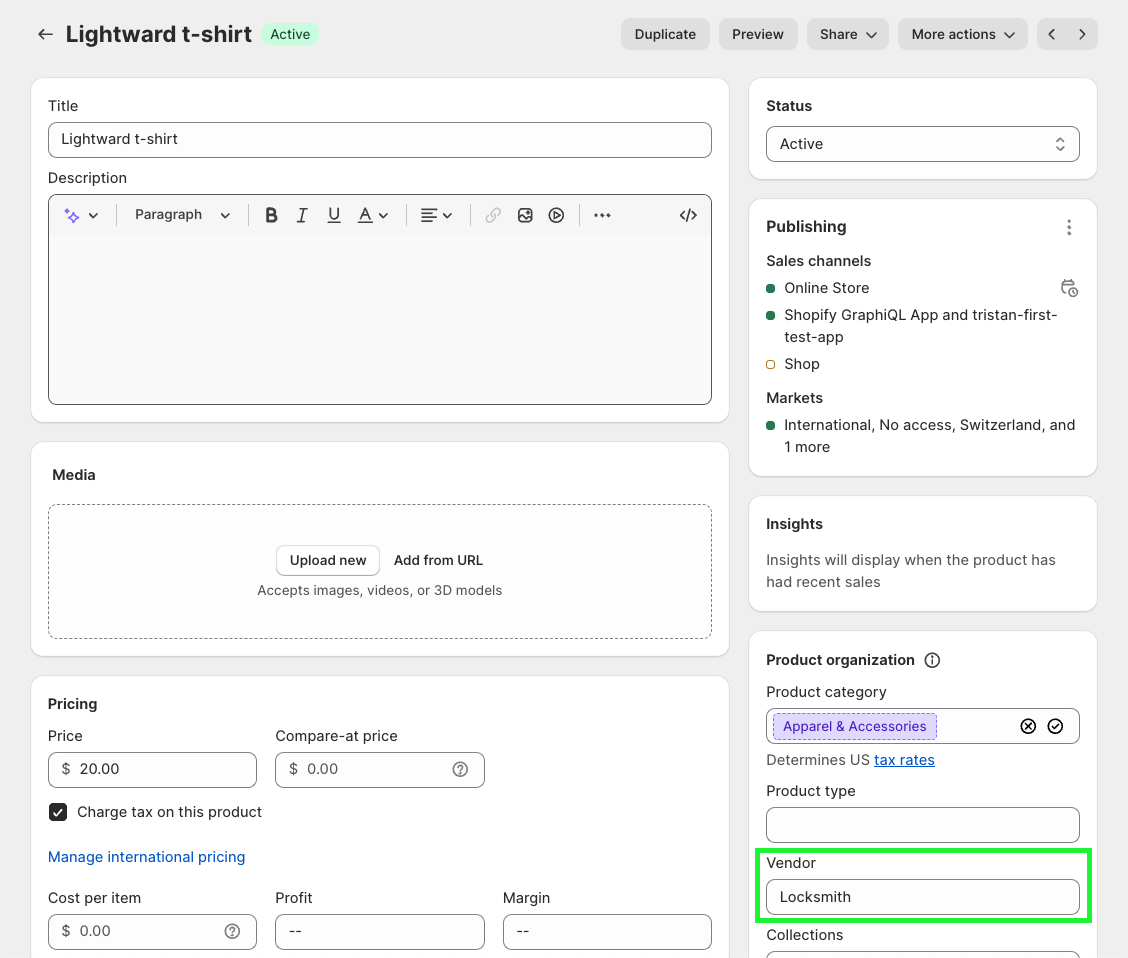 Lightward t-shirt
Active
Duplicate
Preview
Share
More actions
Title
Lightward t-shirt
Description
Paragraph
B I U A
Media
Upload new
Add from URL
Accepts images, videos, or 3D models
Pricing
Price
Compare-at price
$ 20.00
$ 0.00
Charge tax on this product
Manage international pricing
Cost per item
Profit
Margin
$ 0.00
--
--
Status
Active
Publishing
Sales channels
Online Store
Shopify GraphiQL App and tristan-first-
test-app
Shop
Markets
International, No access, Switzerland, and
1 more
Insights
Insights will display when the product has
had recent sales
Product organization
Product category
Apparel & Accessories
Determines US tax rates
Product type
Vendor
Locksmith
Collections